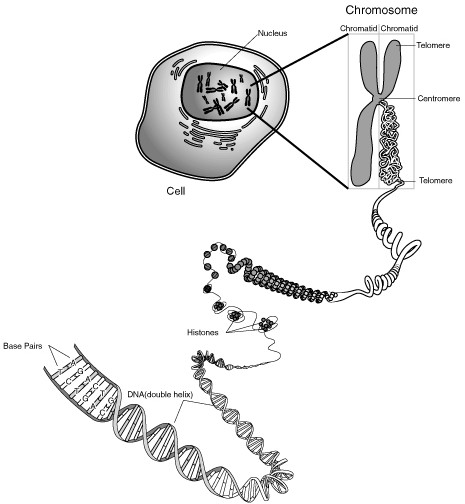 Chromosome
Chromatid Chromatid
Nucleus
Telomere
Centromere
Telomere
Cell
Histones
Base Pairs
DNA(double helix)